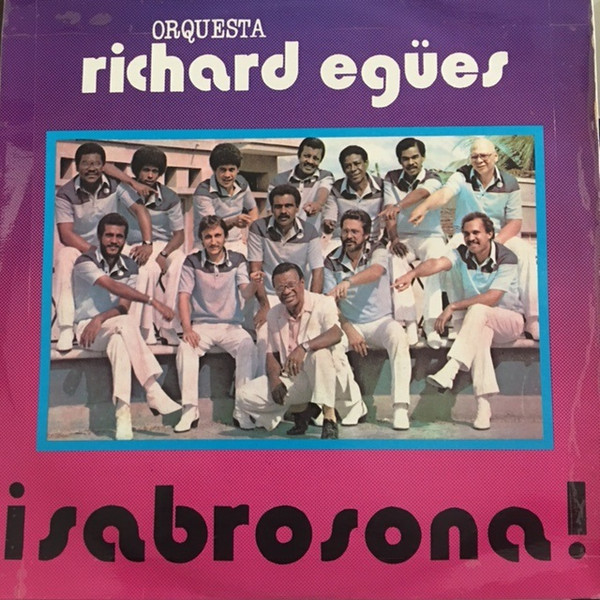 ORQUESTA
richard egües
¡sabrosona!